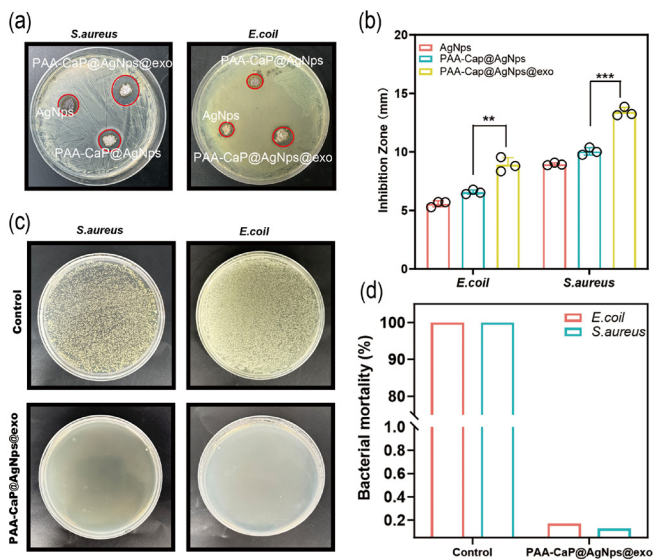 (a)
S.aureus
E.coil
PAA-CaP@AgNps@exo
AgNps
PAA-CaP@AgNPs
PAA-CaP@AgNps
AgNps
PAA-CaP@AgNps@exo
(b)
AgNps
PAA-CaP@AgNps
PAA-CaP@AgNps@exo
Inhibition Zone (mm)
20
15
10
5
0
**
***
E.coil
S.aureus
(c)
S.aureus
E.coil
Control
PAA-CaP@AgNps@exo
(d)
E.coil
S.aureus
Bacterial mortality (%)
100
90
80
1.0
0.8
0.6
0.4
0.2
Control
PAA-CaP@AgNps@exo